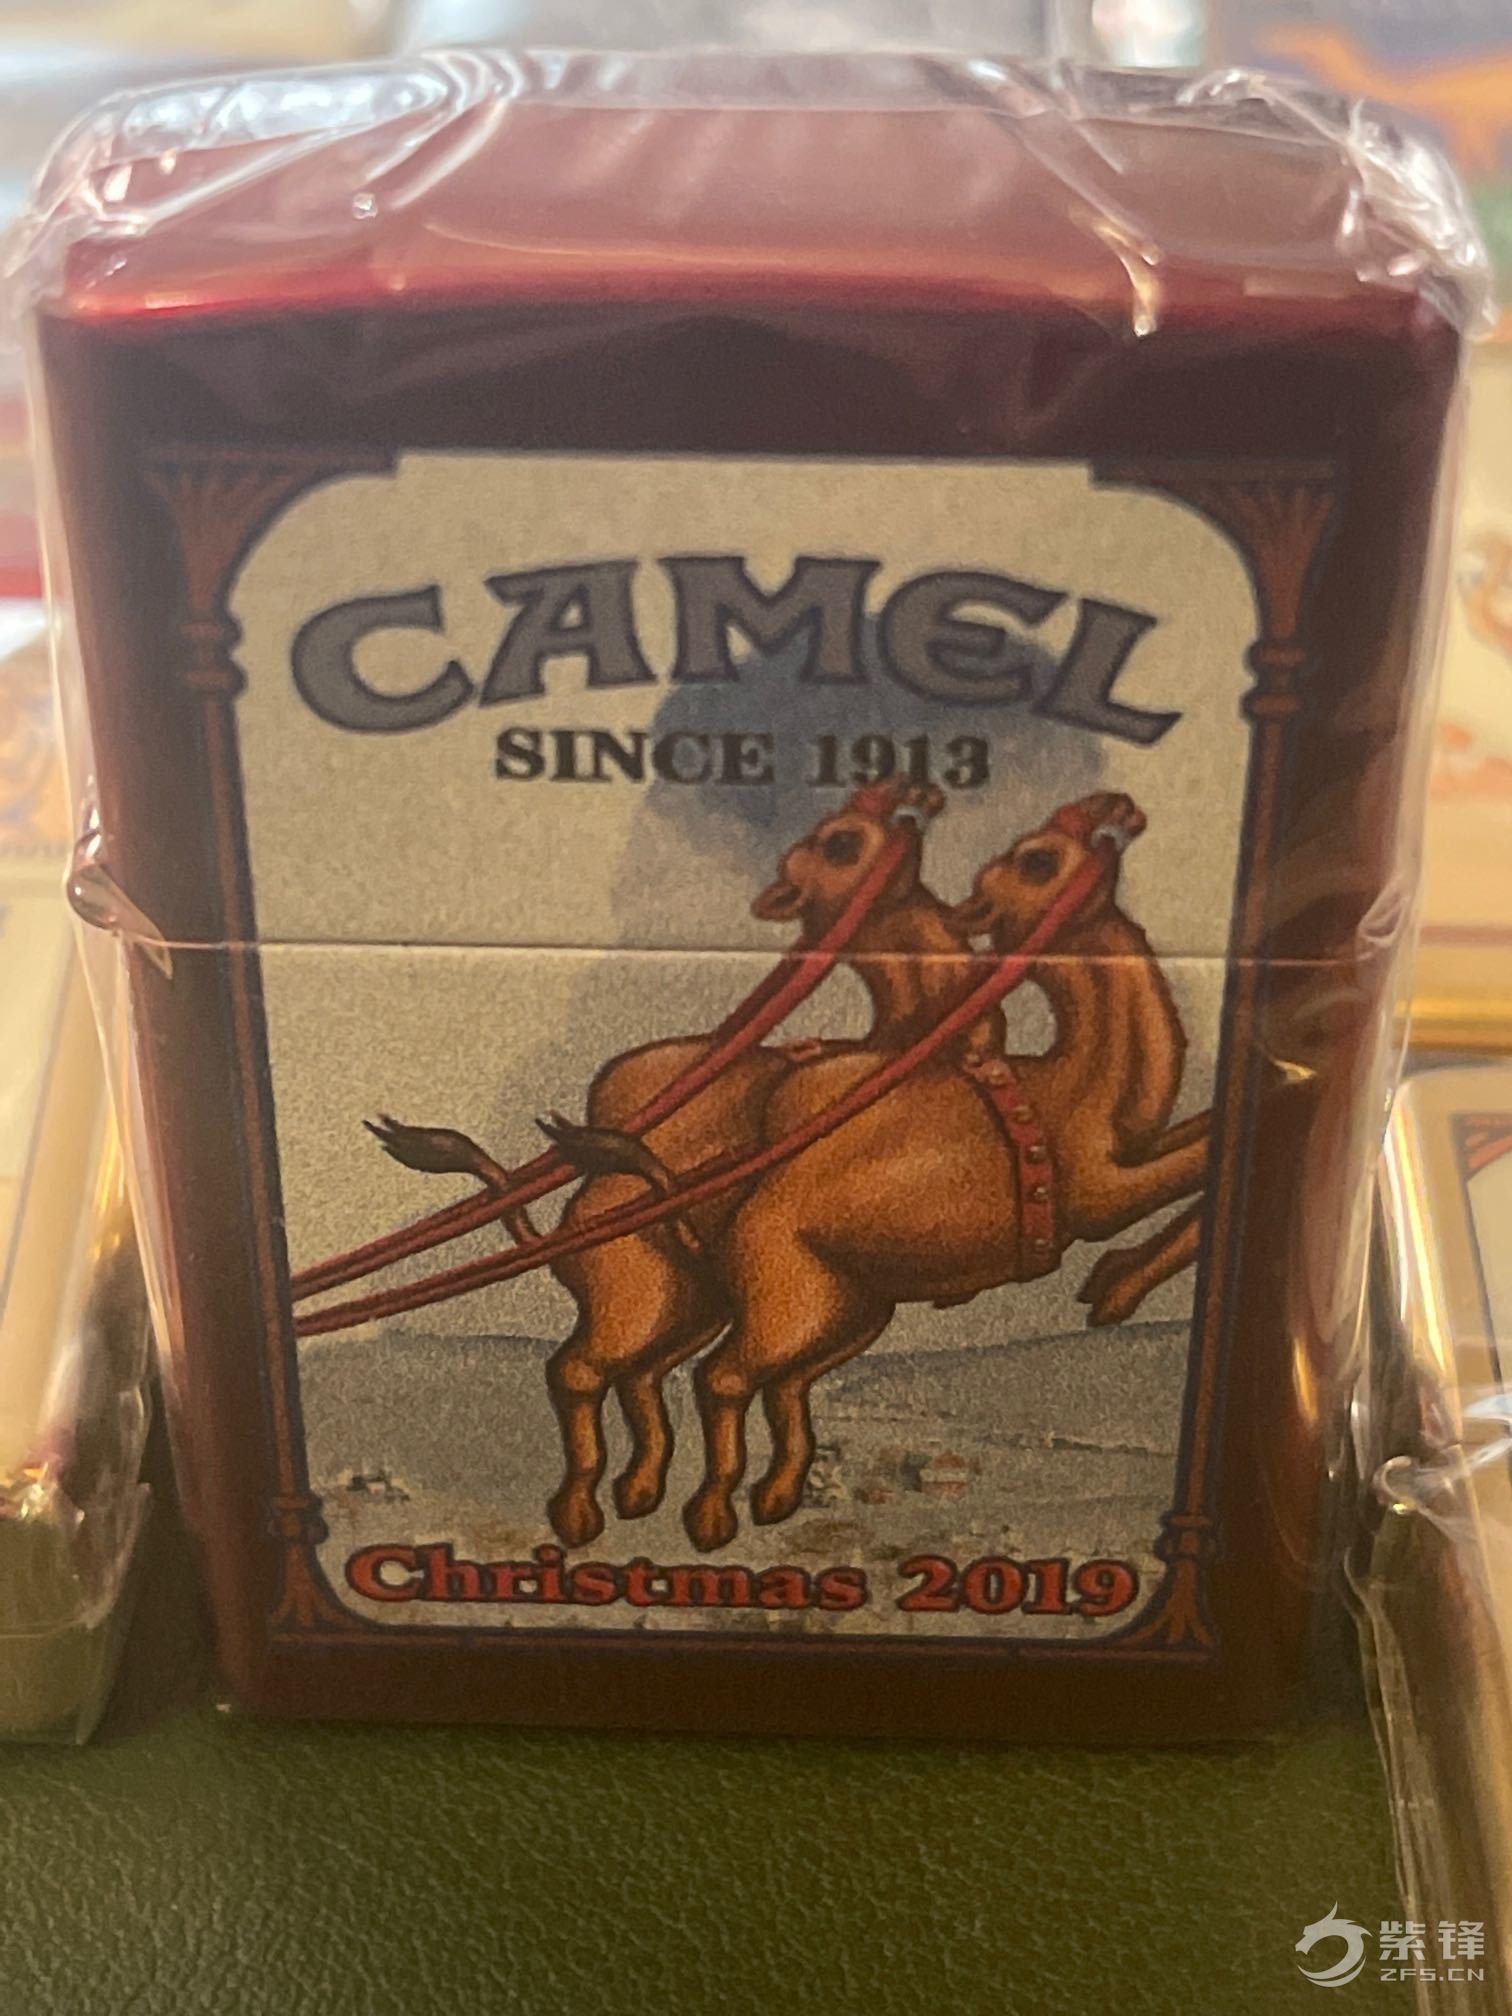 CAMEL
SINCE 1913
Christmas 2019
紫锋
ZFS.CN